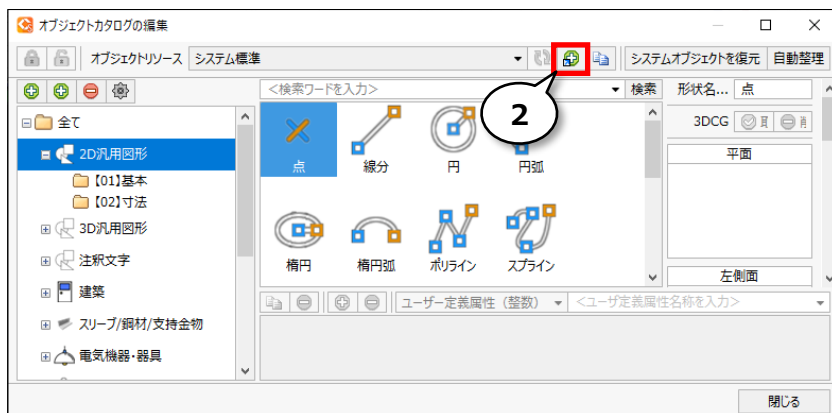 オブジェクトカタログの編集
オブジェクトリソース システム標準 システムオブジェクトを復元 自動整理
2
<検索ワードを入力> 検索 形状名... 点
全て
2D汎用図形
【01】基本
【02】寸法
3D汎用図形
注釈文字
建築
スリーブ/鋼材/支持金物
電気機器・器具
点 線分 円 円弧
楕円 楕円弧 ポリライン スプライン
3DCG
平面
左側面
ユーザー定義属性（整数） <ユーザ定義属性名称を入力>
閉じる